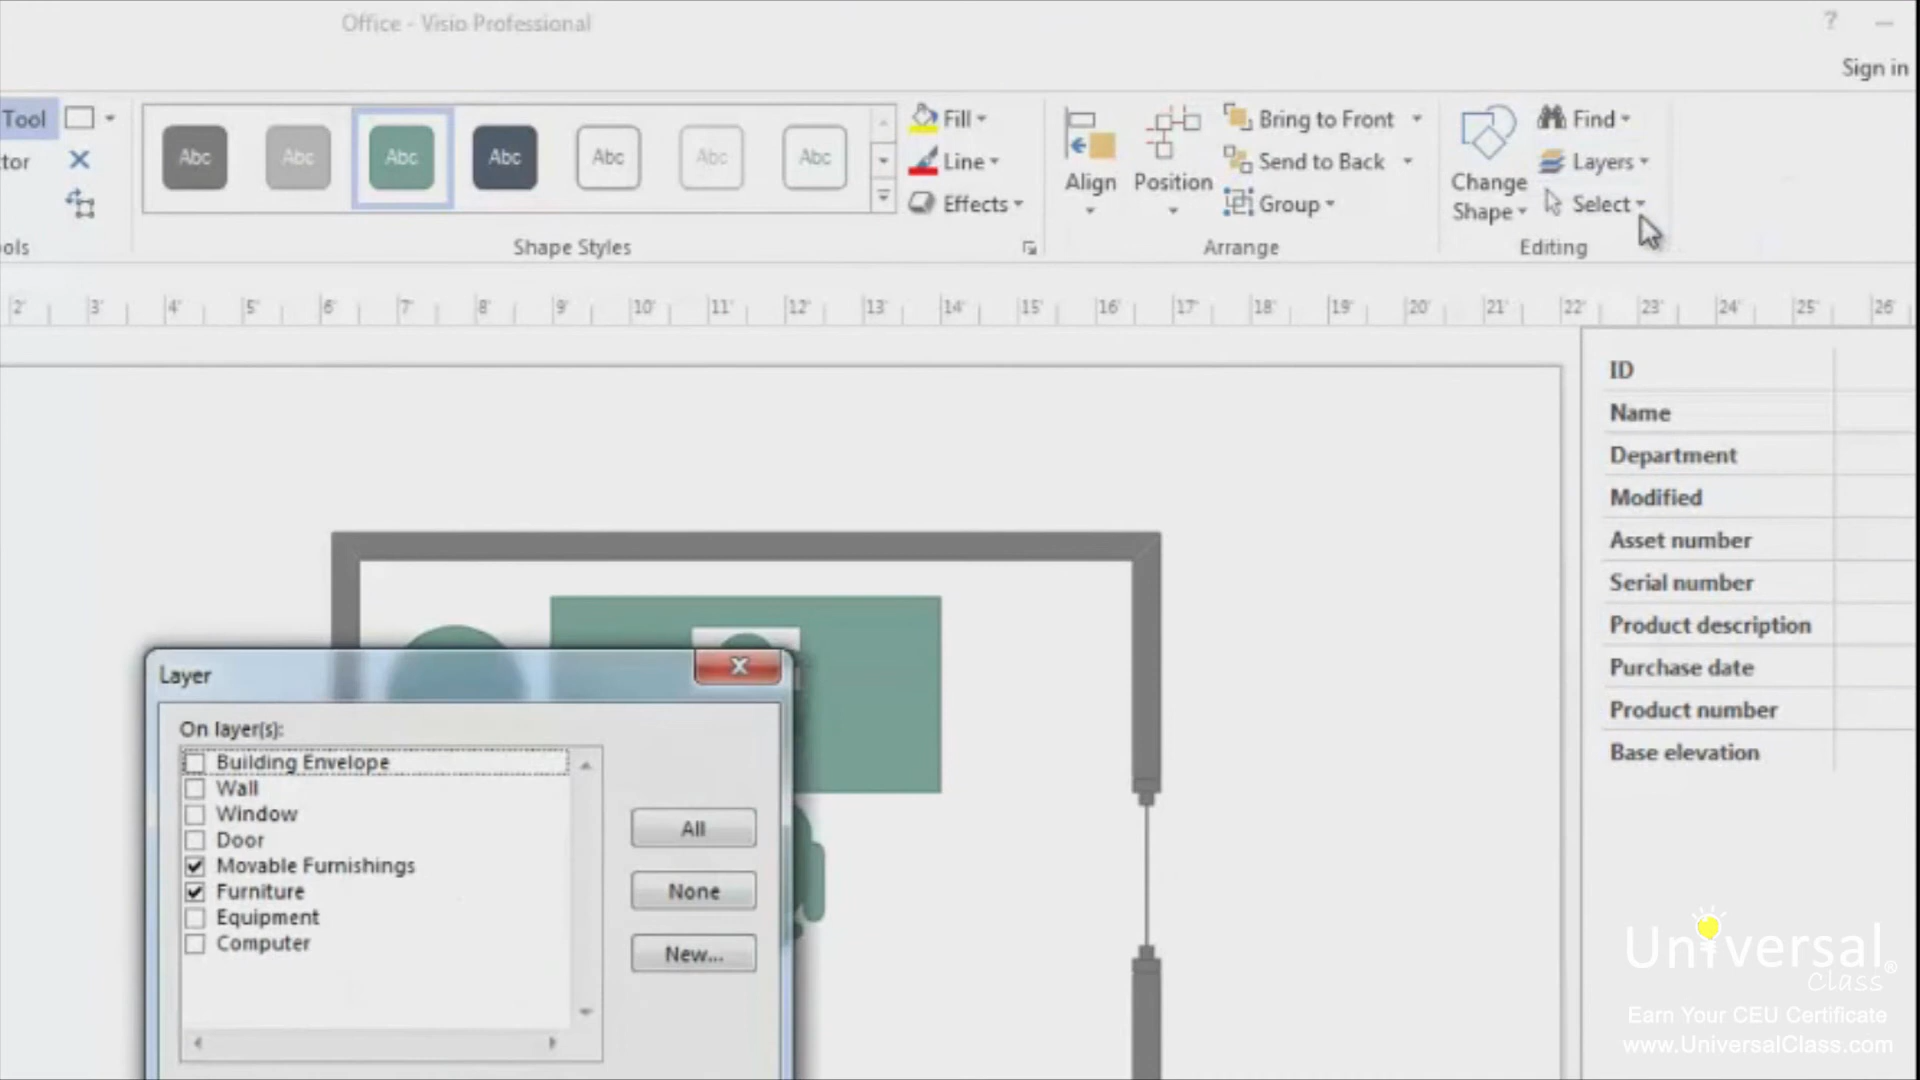 Office - Visio Professional
?
Sign in
Tool
tor
ols
Abc Abc Abc Abc Abc Abc Abc
Shape Styles
Fill
Line
Effects
Align
Position
Bring to Front
Send to Back
Group
Arrange
Change Shape
Find
Layers
Select
Editing
2' 3' 4' 5' 6' 7' 8' 9' 10' 11' 12' 13' 14' 15' 16' 17' 18' 19' 20' 21' 22' 23' 24' 25' 26'
ID
Name
Department
Modified
Asset number
Serial number
Product description
Purchase date
Product number
Base elevation
Layer
On layer(s):
Building Envelope
Wall
Window
Door
Movable Furnishings
Furniture
Equipment
Computer
All
None
New...
Universal
Class®
Earn Your CEU Certificate
www.UniversalClass.com